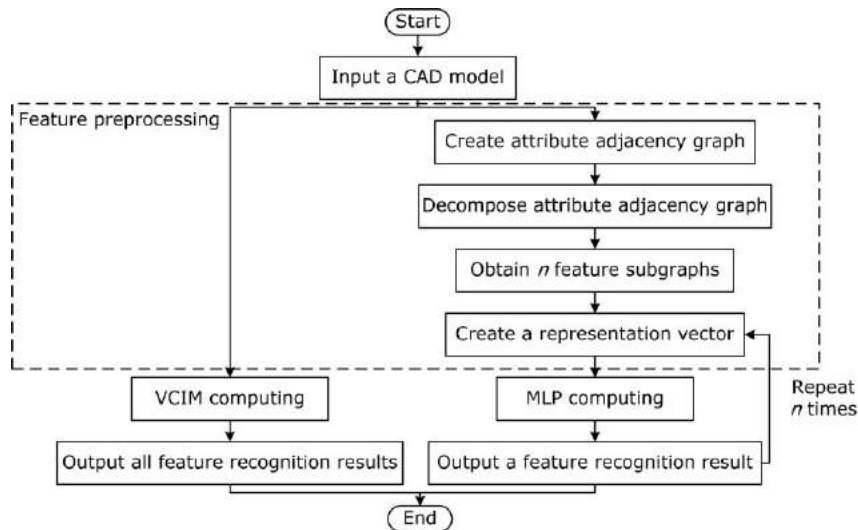 Start
Input a CAD model
Feature preprocessing
Create attribute adjacency graph
Decompose attribute adjacency graph
Obtain n feature subgraphs
Create a representation vector
VCIM computing
MLP computing
Repeat
n times
Output all feature recognition results
Output a feature recognition result
End